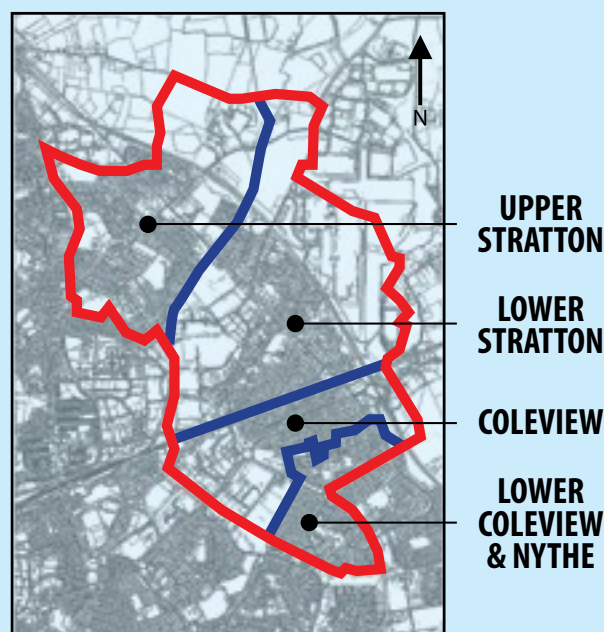 N
UPPER
STRATTON
LOWER
STRATTON
COLEVIEW
LOWER
COLEVIEW
& NYTHE